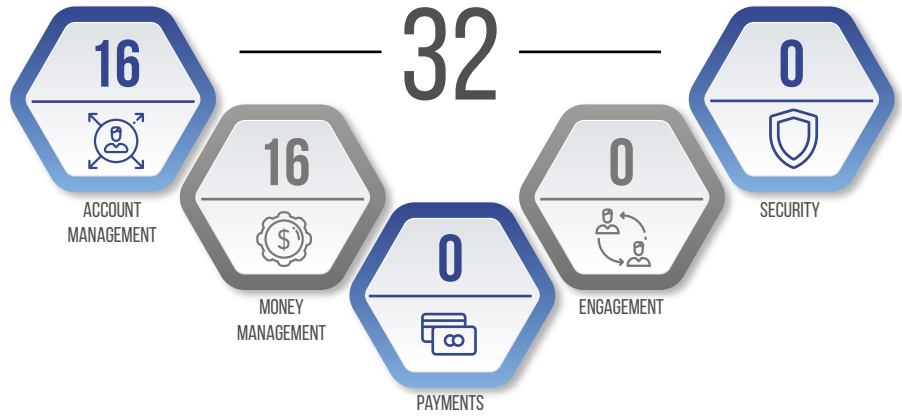 32
16
ACCOUNT
MANAGEMENT
16
$
MONEY
MANAGEMENT
0
PAYMENTS
0
ENGAGEMENT
0
SECURITY